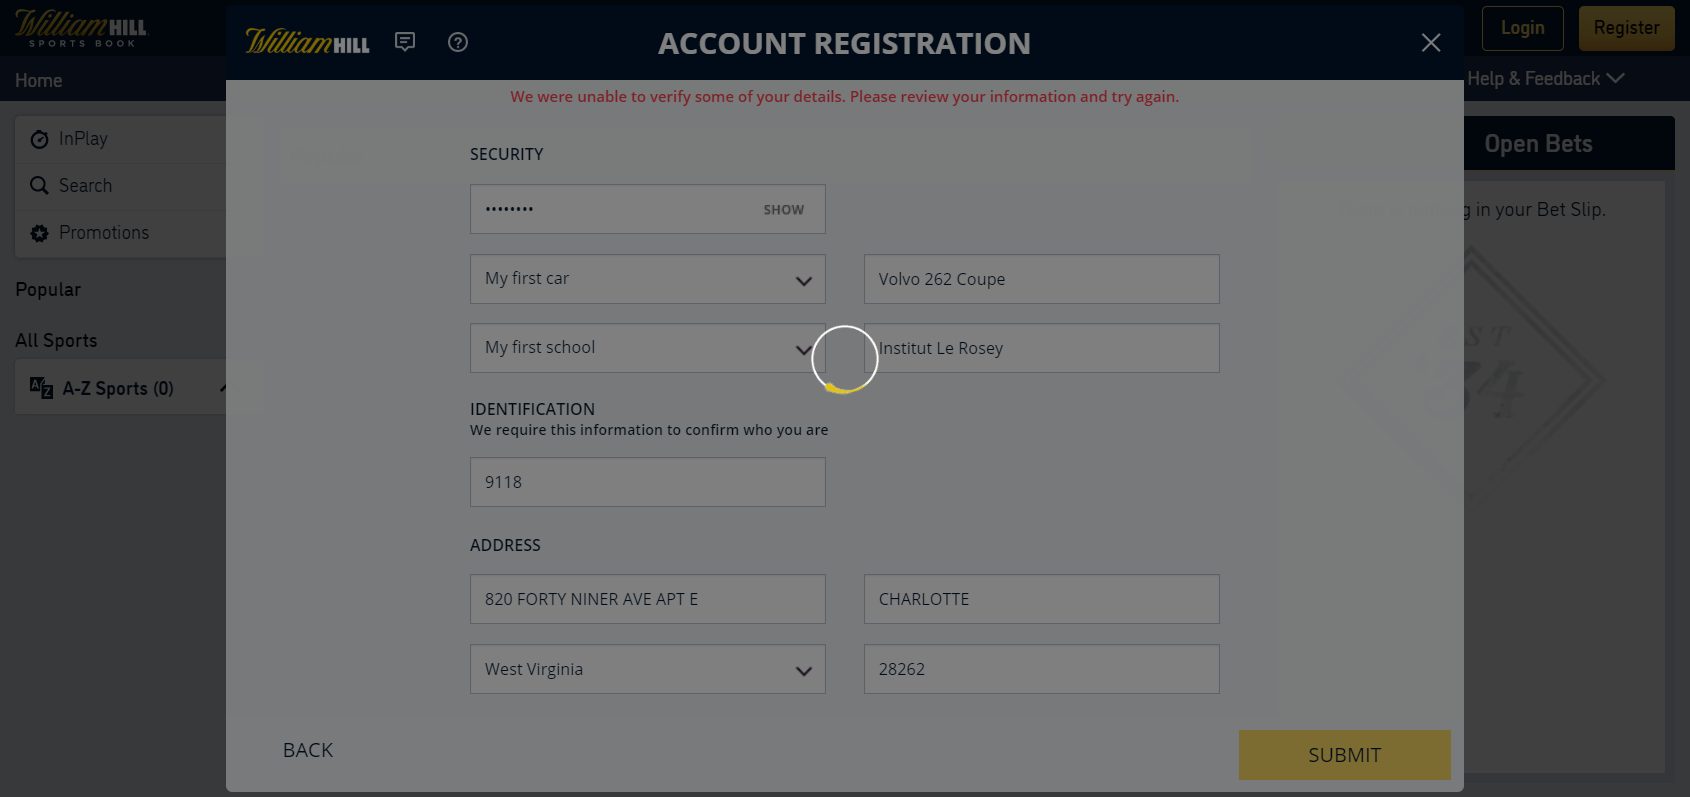 William HILL
SPORTS BOOK
William HILL
ACCOUNT REGISTRATION
Login
Register
Home
Help & Feedback
We were unable to verify some of your details. Please review your information and try again.
InPlay
Search
Promotions
Popular
All Sports
A-Z Sports (0)
SECURITY
•••••••• SHOW
My first car
Volvo 262 Coupe
My first school
Institut Le Rosey
IDENTIFICATION
We require this information to confirm who you are
9118
ADDRESS
820 FORTY NINER AVE APT E
CHARLOTTE
West Virginia
28262
BACK
SUBMIT
Open Bets
in your Bet Slip.